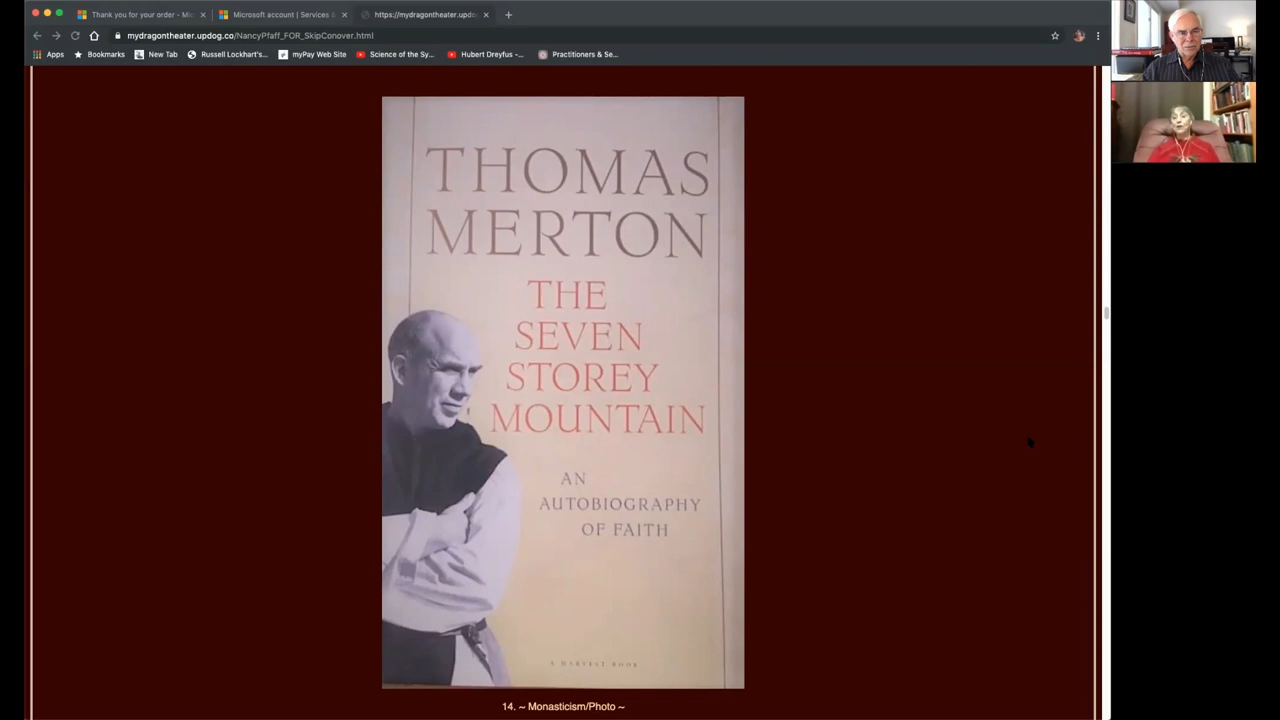 Thank you for your order - Mic
Microsoft account | Services &
https://mydragontheater.updog
mydragontheater.updog.co/NancyPfaff_FOR_SkipConover.html
Apps
Bookmarks
New Tab
Russell Lockhart's...
myPay Web Site
Science of the Sy...
Hubert Dreyfus -...
Practitioners & Se...
THOMAS
MERTON
THE
SEVEN
STOREY
MOUNTAIN
AN
AUTOBIOGRAPHY
OF FAITH
A HARVEST BOOK
14. ~ Monasticism/Photo ~